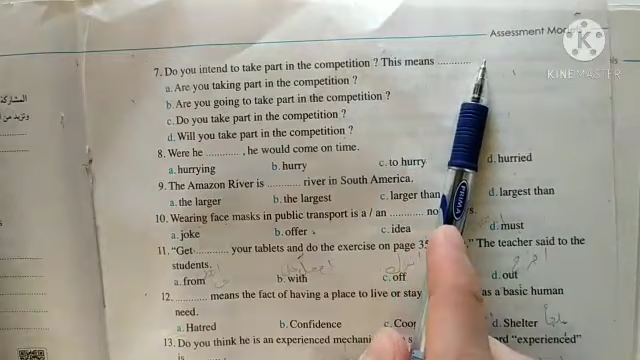 Assessment Mod
KINEMASTER
المشاركة
7. Do you intend to take part in the competition ? This means ............
a. Are you taking part in the competition ?
b. Are you going to take part in the competition ?
c. Do you take part in the competition ?
d. Will you take part in the competition ?
8. Were he ............ , he would come on time.
a. hurrying b. hurry c. to hurry d. hurried
9. The Amazon River is ............ river in South America.
a. the larger b. the largest c. larger than d. largest than
10. Wearing face masks in public transport is a / an ............ no
a. joke b. offer c. idea d. must
11. “Get ............ your tablets and do the exercise on page 35 ” The teacher said to the
students.
a. from b. with c. off d. out
12. ............ means the fact of having a place to live or stay as a basic human
need.
a. Hatred b. Confidence d. Shelter
13. Do you think he is an experienced “experienced”
is